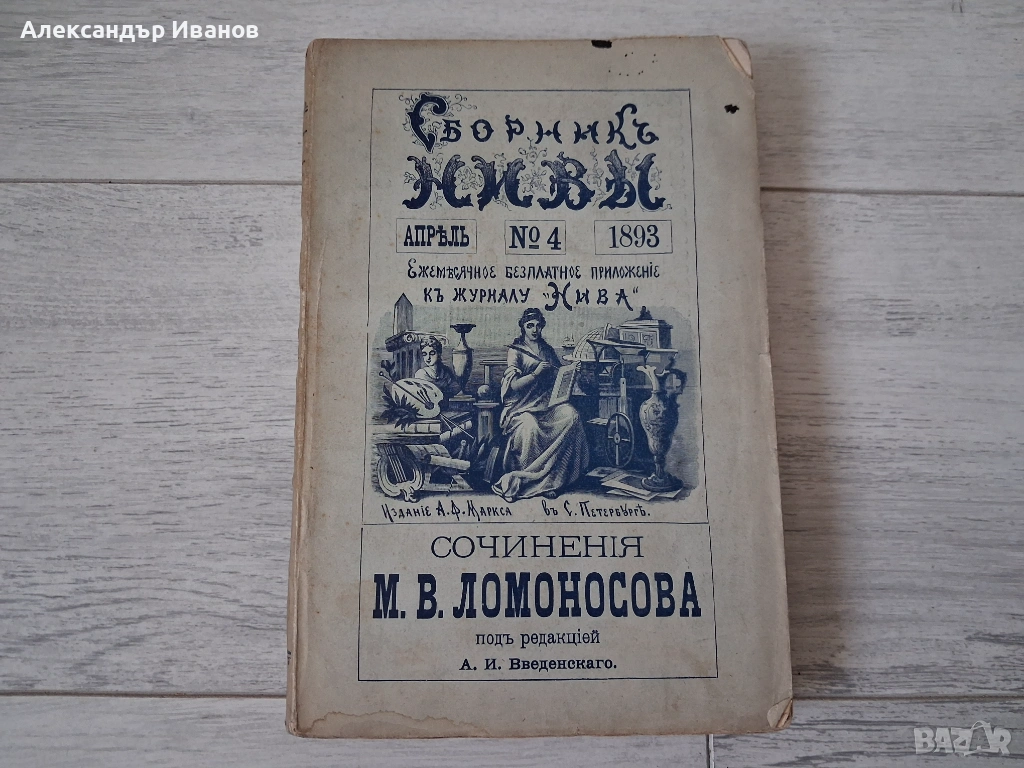 Александър Иванов
Сборникъ
НИВЫ
АПРѢЛЬ № 4 1893
Ежемѣсячное безплатное приложеніе
къ журналу „Нива“
Изданіе А.Ф.Маркса въ С.Петербургѣ.
СОЧИНЕНІЯ
М. В. ЛОМОНОСОВА
подъ редакціей
А. И. Введенскаго.
BAZAR